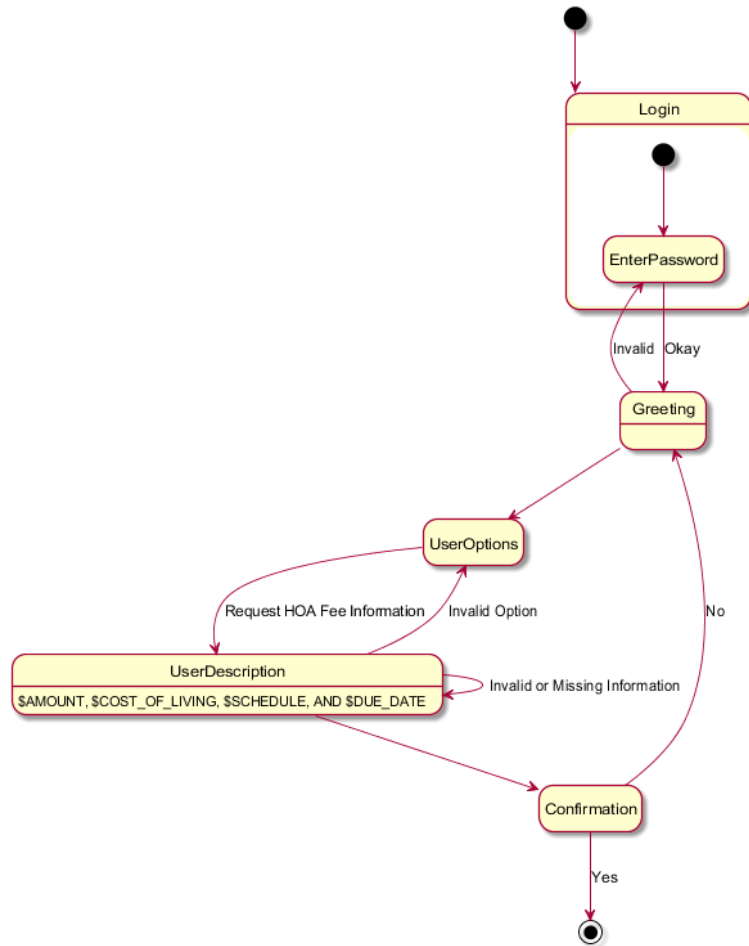 Login
EnterPassword
Invalid
Okay
Greeting
UserOptions
Request HOA Fee Information
Invalid Option
No
UserDescription
$AMOUNT, $COST_OF_LIVING, $SCHEDULE, AND $DUE_DATE
Invalid or Missing Information
Confirmation
Yes